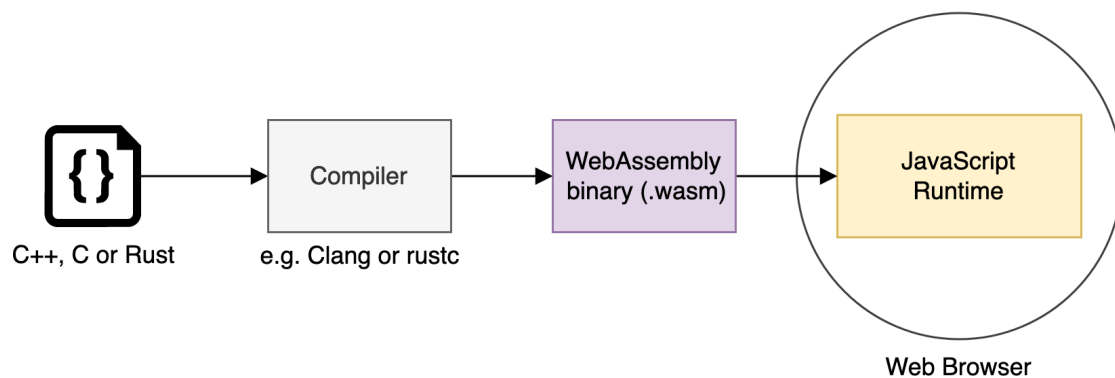 {}
C++, C or Rust
Compiler
e.g. Clang or rustc
WebAssembly
binary (.wasm)
JavaScript
Runtime
Web Browser